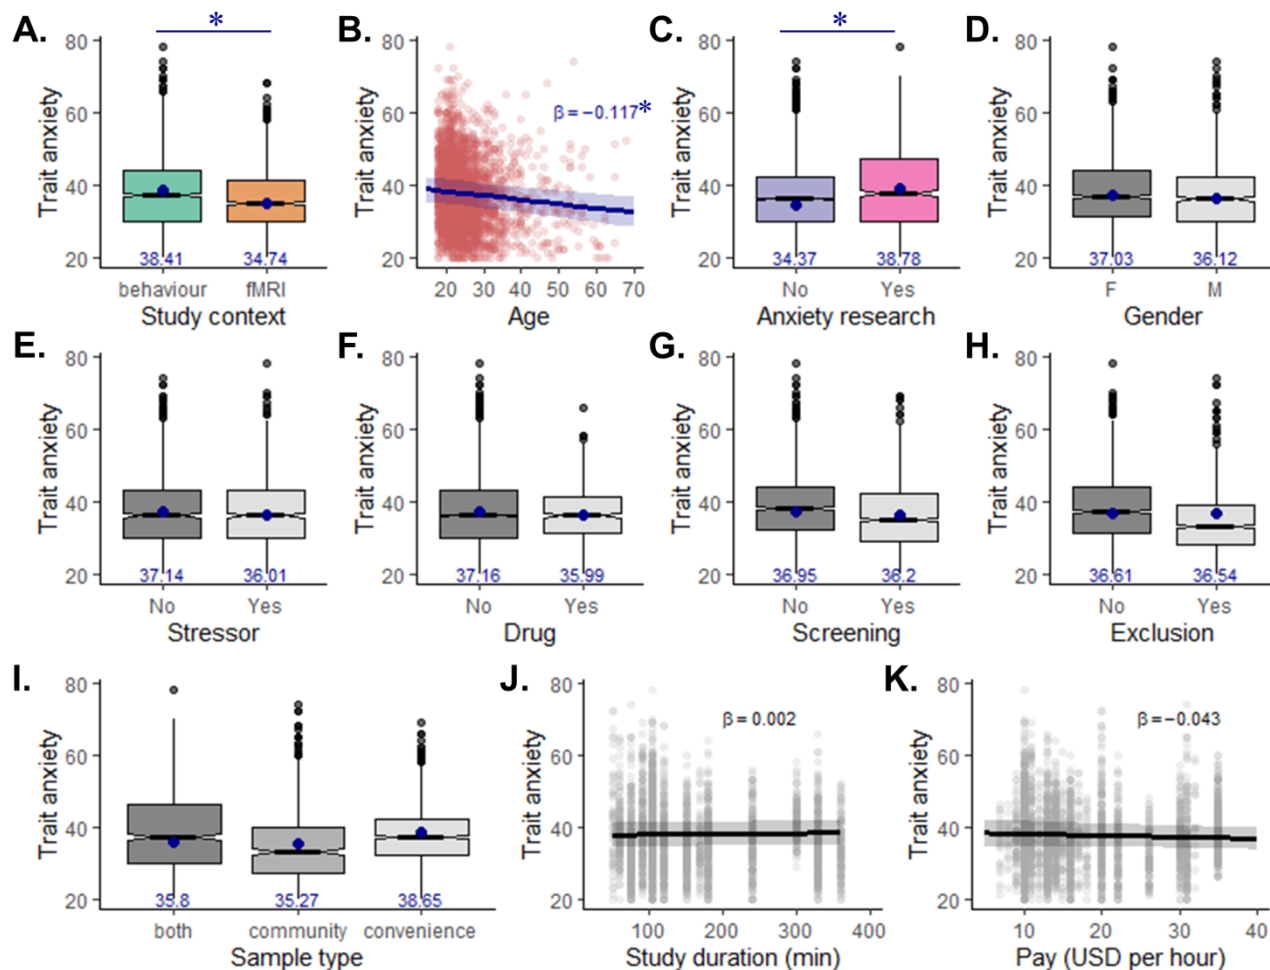 A.
*
80
60
40
20
Trait anxiety
38.41
34.74
behaviour
fMRI
Study context
B.
80
60
40
20
Trait anxiety
β=−0.117*
20
30
40
50
60
70
Age
C.
*
80
60
40
20
Trait anxiety
34.37
38.78
No
Yes
Anxiety research
D.
80
60
40
20
Trait anxiety
37.03
36.12
F
M
Gender
E.
80
60
40
20
Trait anxiety
37.14
36.01
No
Yes
Stressor
F.
80
60
40
20
Trait anxiety
37.16
35.99
No
Yes
Drug
G.
80
60
40
20
Trait anxiety
36.95
36.2
No
Yes
Screening
H.
80
60
40
20
Trait anxiety
36.61
36.54
No
Yes
Exclusion
I.
80
60
40
20
Trait anxiety
35.8
35.27
38.65
both
community
convenience
Sample type
J.
80
60
40
20
Trait anxiety
β=0.002
100
200
300
400
Study duration (min)
K.
80
60
40
20
Trait anxiety
β=−0.043
10
20
30
40
Pay (USD per hour)